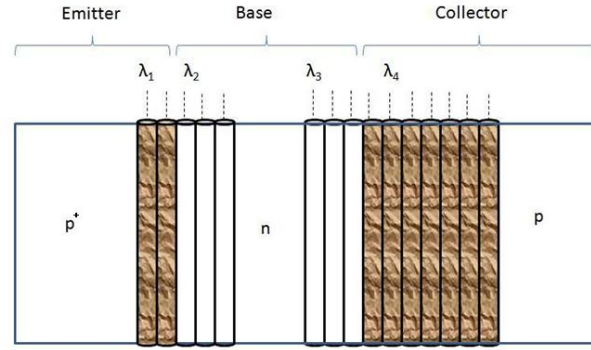 Emitter Base Collector
λ1 λ2 λ3 λ4
p+ n p